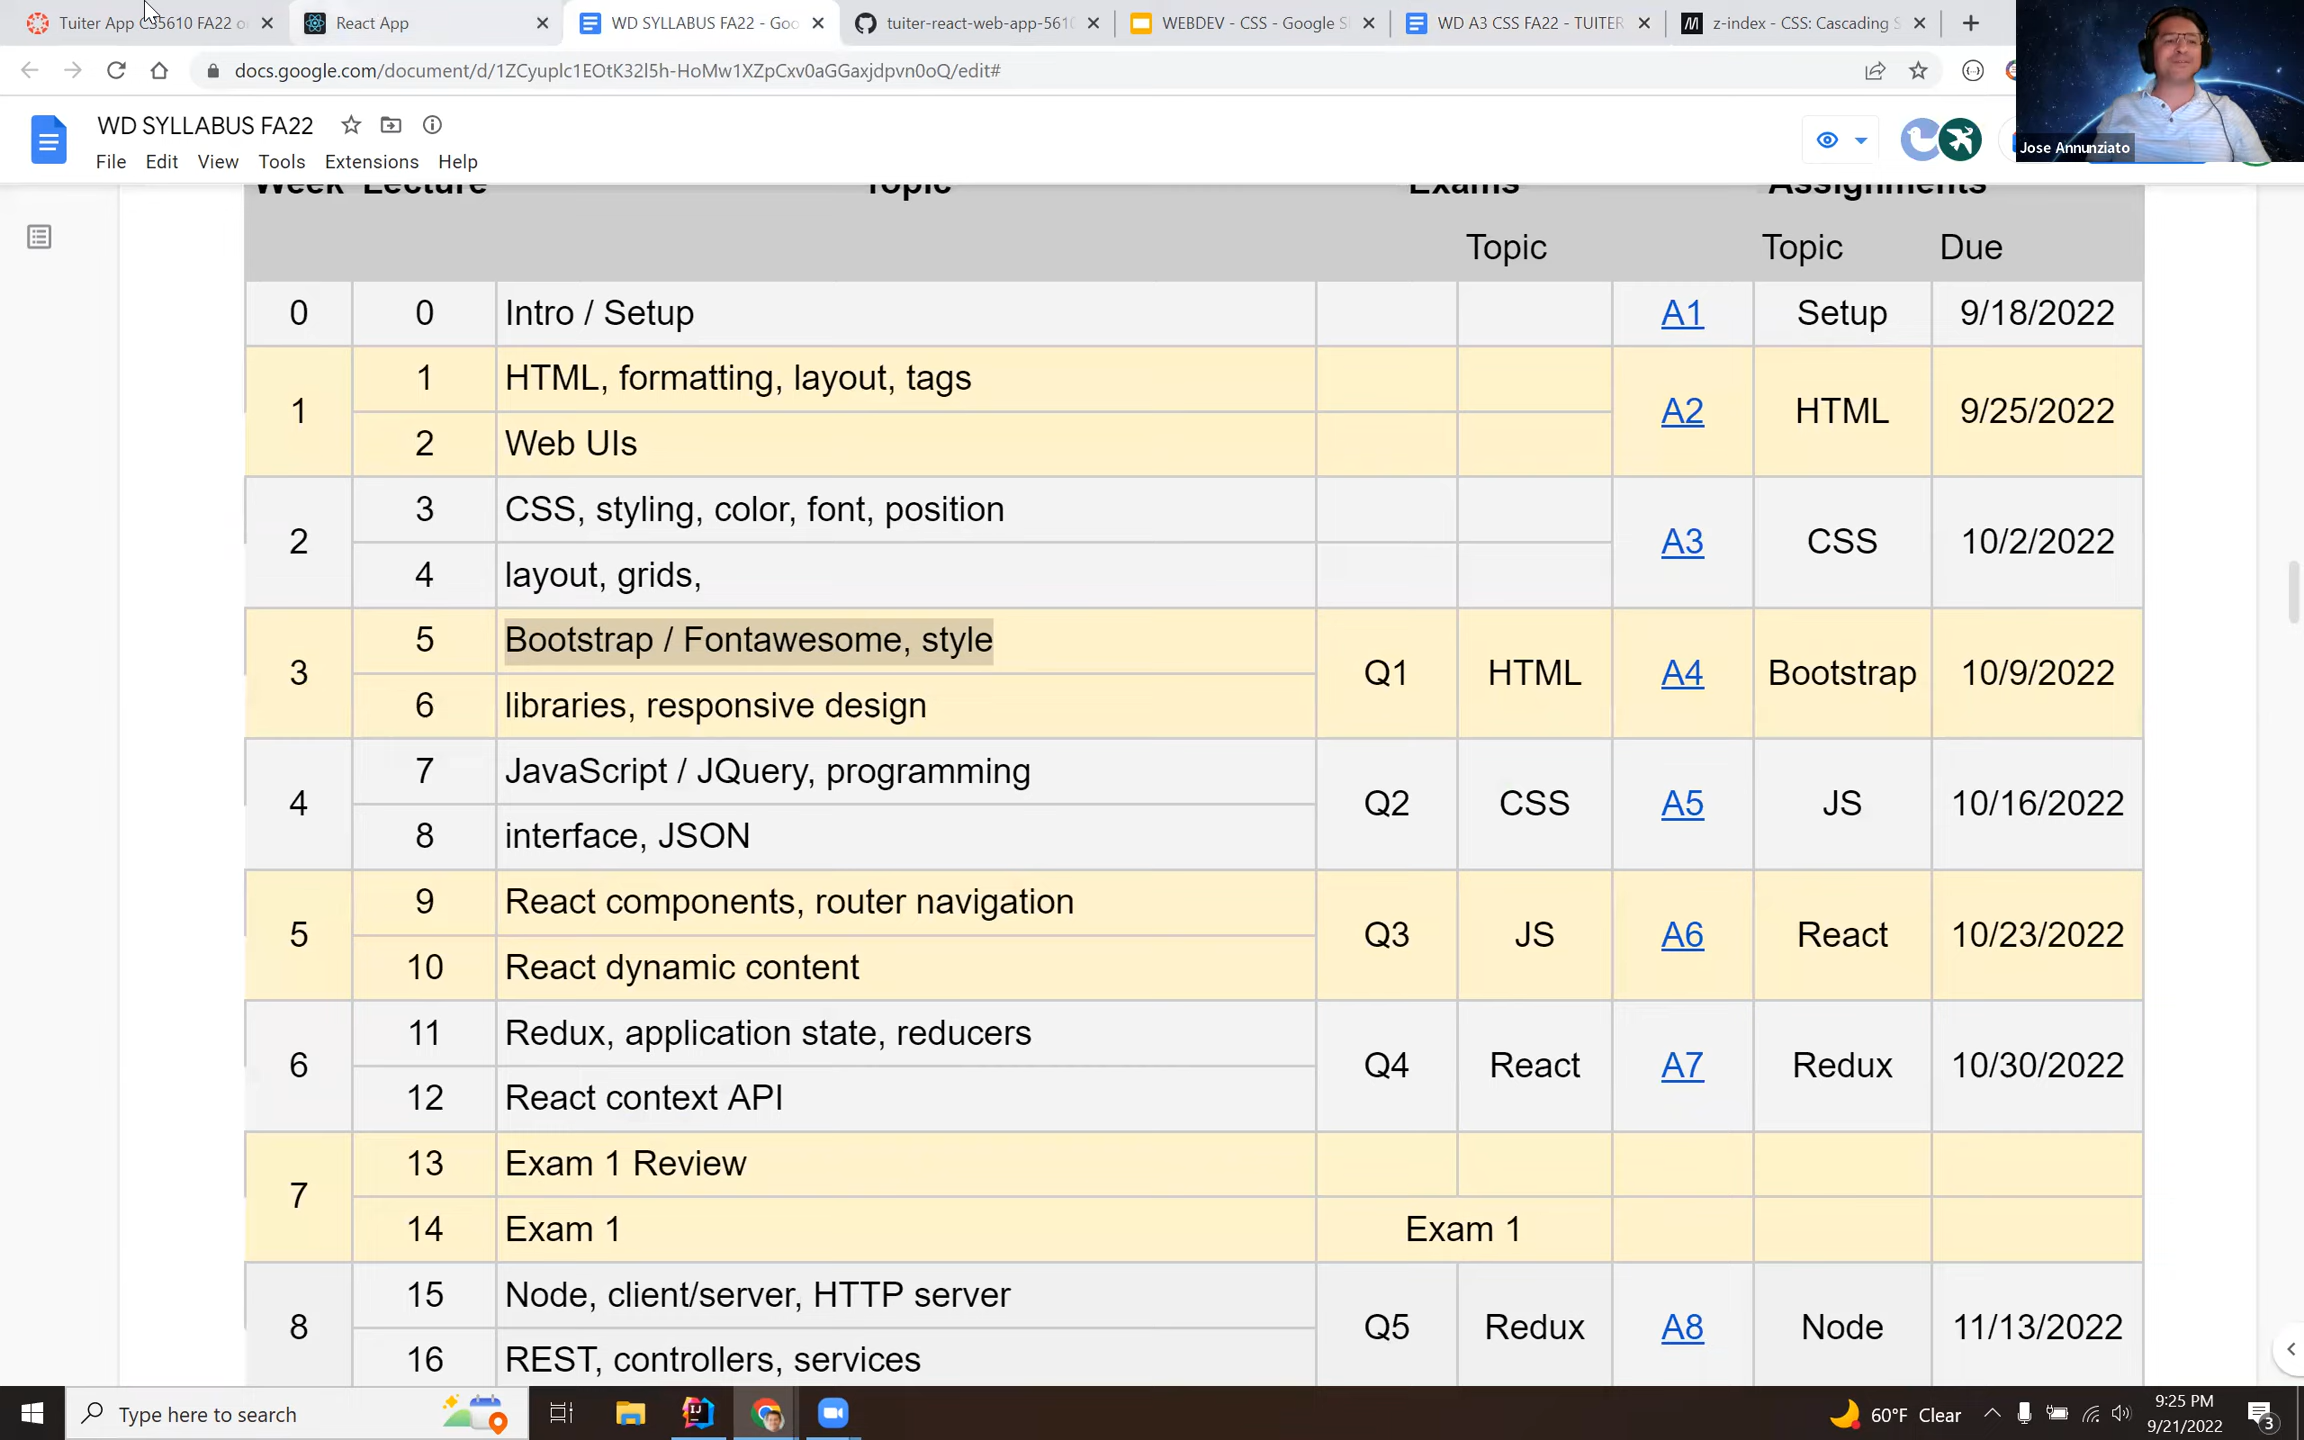 Tuiter App CS5610 FA22 o
React App
WD SYLLABUS FA22 - Goo
tuiter-react-web-app-5610
WEBDEV - CSS - Google S
WD A3 CSS FA22 - TUITER
z-index - CSS: Cascading S
docs.google.com/document/d/1ZCyuplc1EOtK32l5h-HoMw1XZpCxv0aGGaxjdpvn0oQ/edit#
WD SYLLABUS FA22
File Edit View Tools Extensions Help
Jose Annunziato
Week Lecture Topic Exams Assignments
Topic Topic Due
0 0 Intro / Setup A1 Setup 9/18/2022
1 1 HTML, formatting, layout, tags A2 HTML 9/25/2022
2 Web UIs
2 3 CSS, styling, color, font, position A3 CSS 10/2/2022
4 layout, grids,
3 5 Bootstrap / Fontawesome, style Q1 HTML A4 Bootstrap 10/9/2022
6 libraries, responsive design
4 7 JavaScript / JQuery, programming Q2 CSS A5 JS 10/16/2022
8 interface, JSON
5 9 React components, router navigation Q3 JS A6 React 10/23/2022
10 React dynamic content
6 11 Redux, application state, reducers Q4 React A7 Redux 10/30/2022
12 React context API
7 13 Exam 1 Review
14 Exam 1 Exam 1
8 15 Node, client/server, HTTP server Q5 Redux A8 Node 11/13/2022
16 REST, controllers, services
Type here to search
60°F Clear
9:25 PM
9/21/2022
3